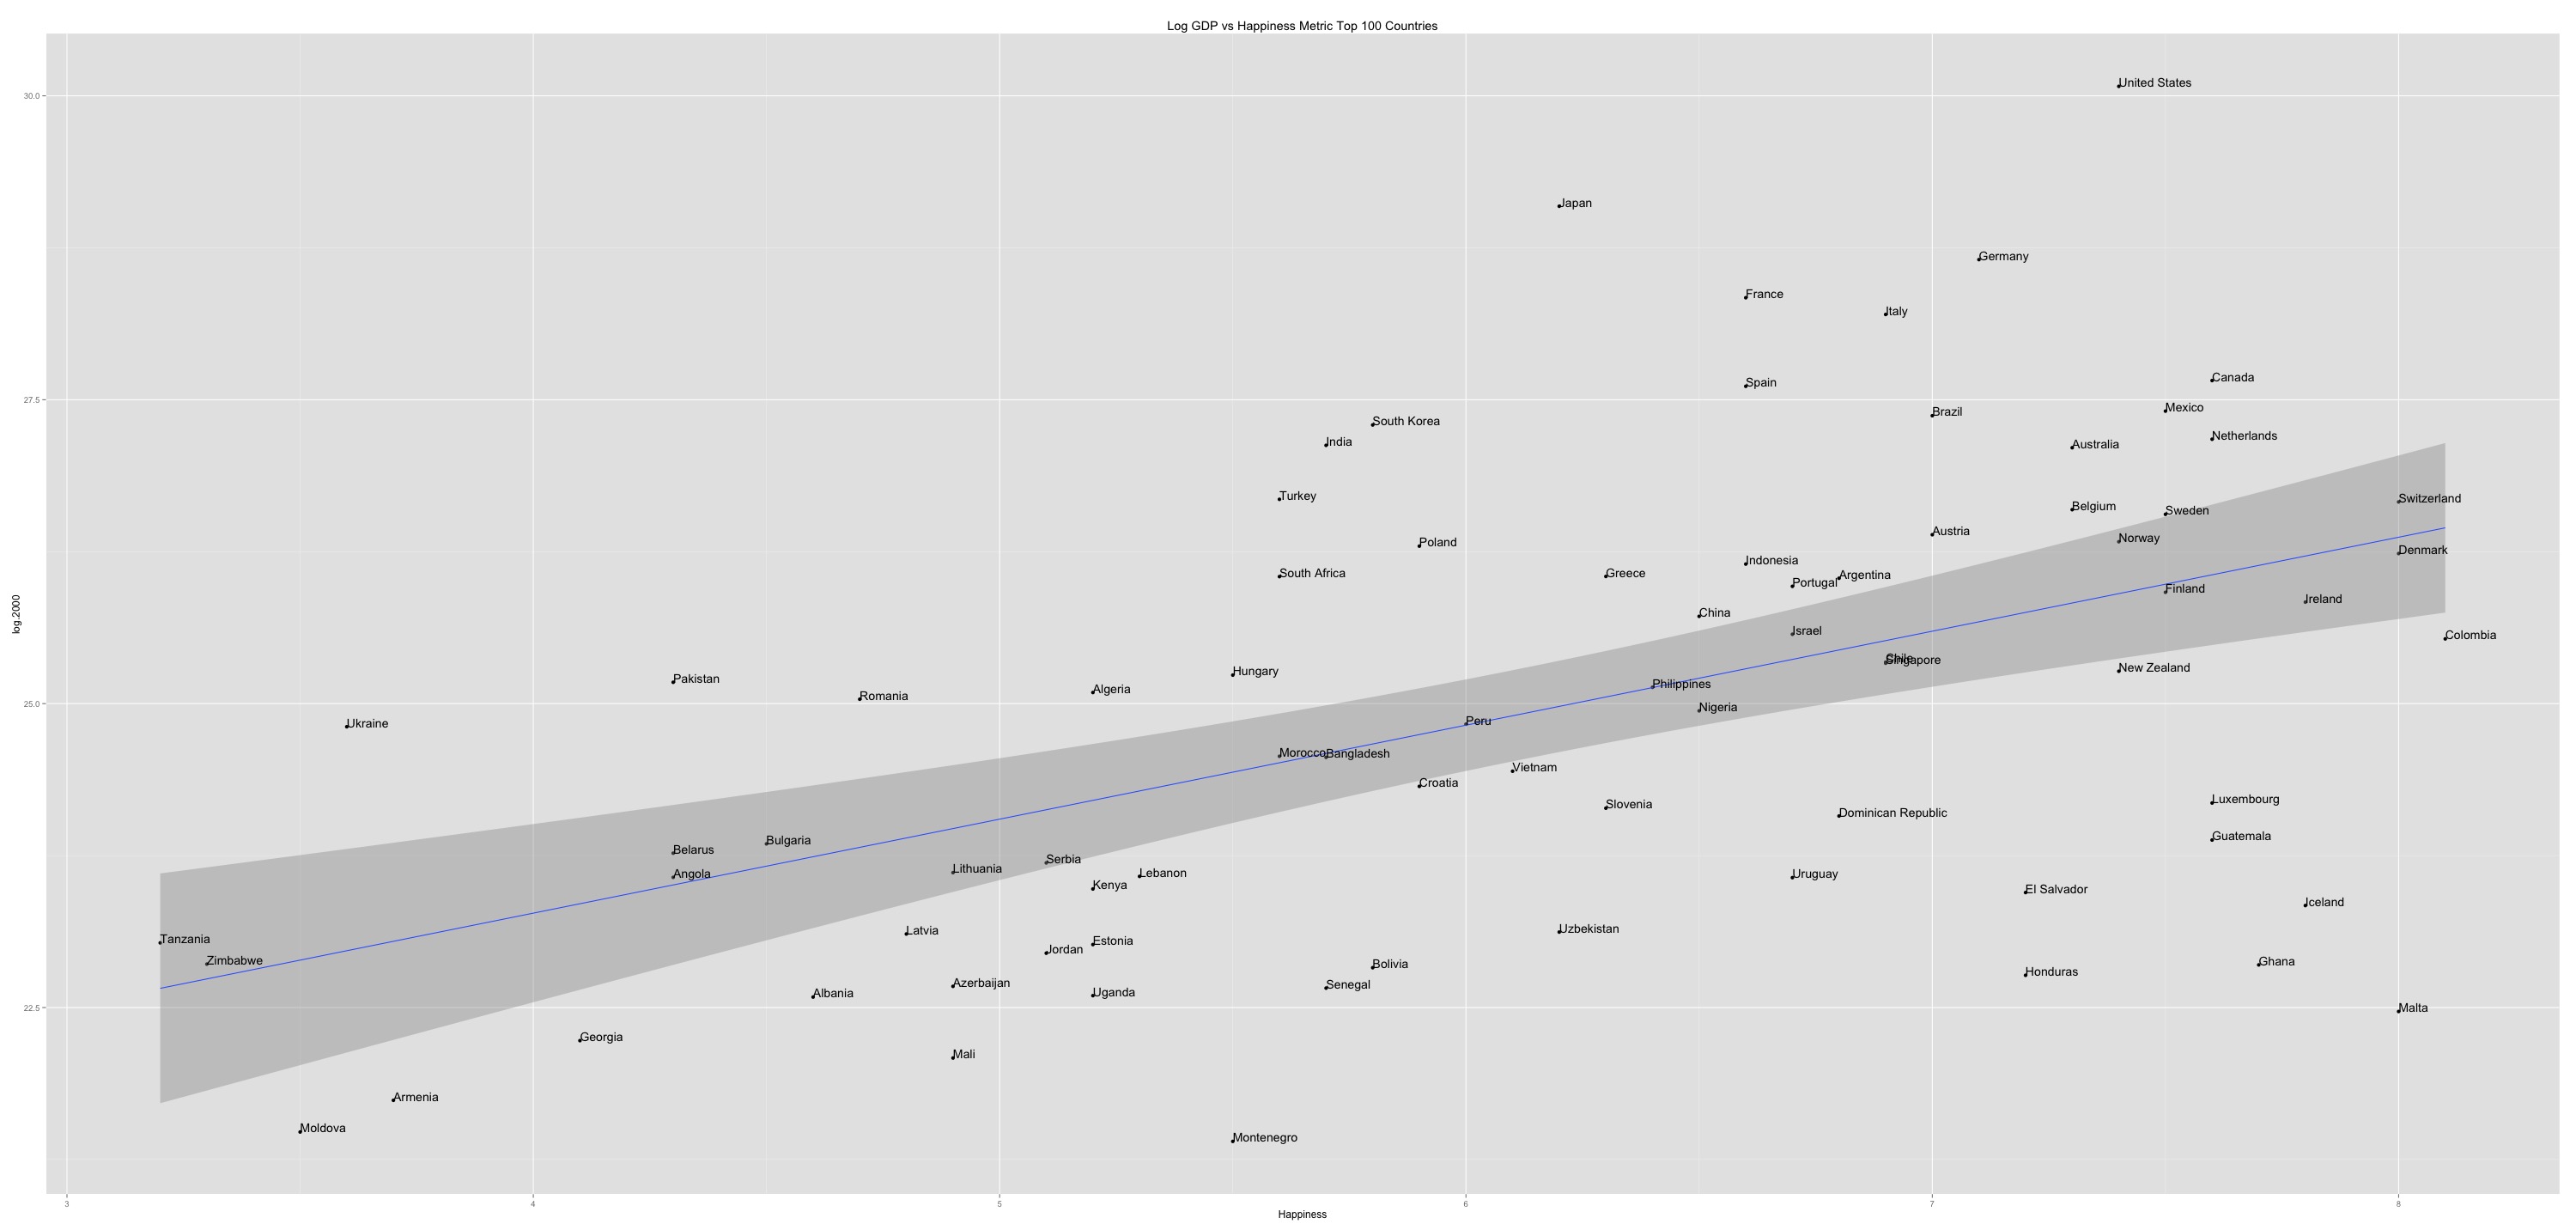 Log GDP vs Happiness Metric Top 100 Countries
30.0
27.5
25.0
22.5
log.2000
United States
Japan
Germany
France
Italy
Canada
Spain
Mexico
Brazil
South Korea
Netherlands
India
Australia
Turkey
Switzerland
Belgium
Sweden
Austria
Norway
Poland
Denmark
Indonesia
South Africa
Greece
Argentina
Portugal
Finland
Ireland
China
Israel
Colombia
Chile
Singapore
New Zealand
Hungary
Pakistan
Philippines
Algeria
Romania
Nigeria
Peru
Ukraine
Morocco
Bangladesh
Vietnam
Croatia
Luxembourg
Slovenia
Dominican Republic
Guatemala
Bulgaria
Belarus
Serbia
Lithuania
Lebanon
Angola
Uruguay
Kenya
El Salvador
Iceland
Latvia
Uzbekistan
Tanzania
Estonia
Jordan
Zimbabwe
Ghana
Bolivia
Honduras
Azerbaijan
Senegal
Uganda
Albania
Malta
Georgia
Mali
Armenia
Moldova
Montenegro
3 4 5 6 7 8
Happiness